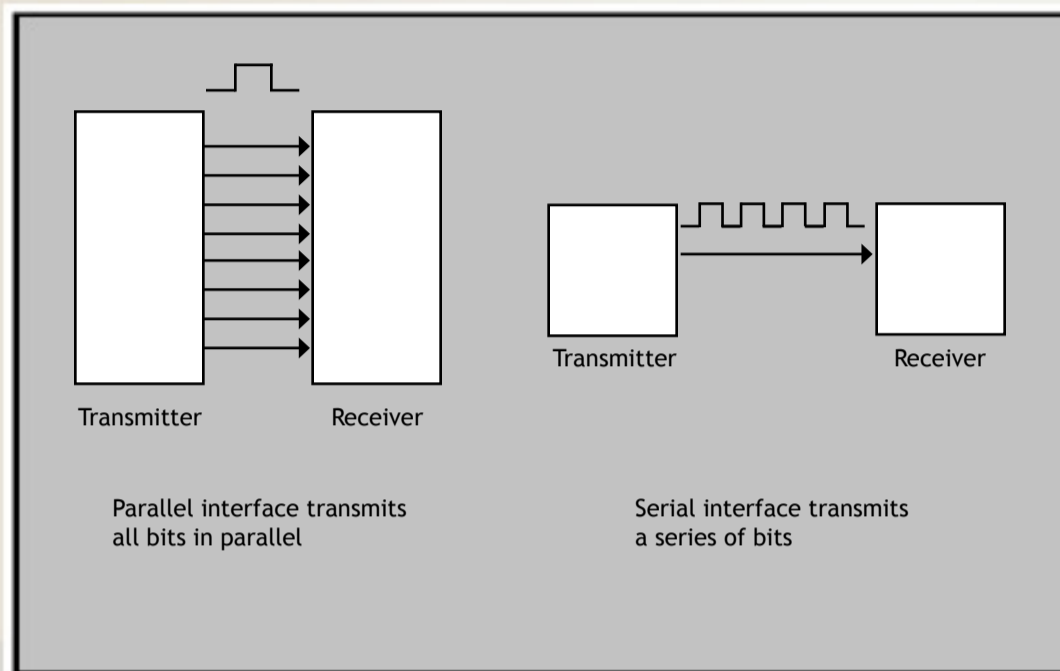 Transmitter
Receiver
Parallel interface transmits
all bits in parallel
Transmitter
Receiver
Serial interface transmits
a series of bits